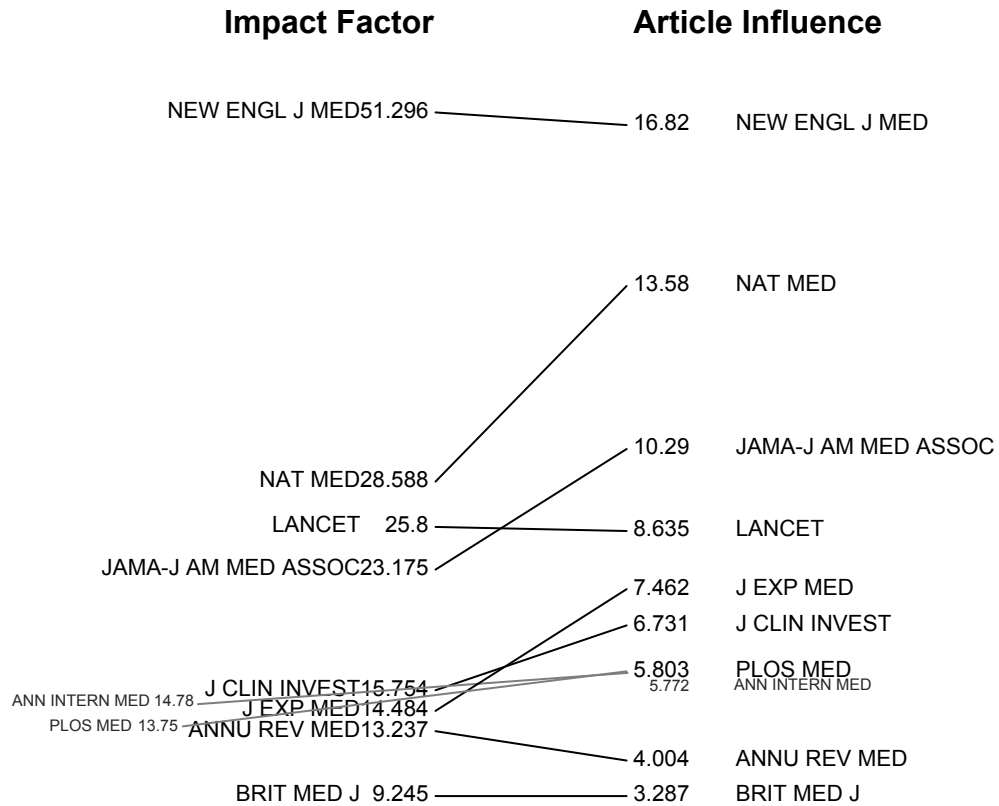 Impact Factor Article Influence
NEW ENGL J MED51.296
16.82 NEW ENGL J MED
13.58 NAT MED
10.29 JAMA-J AM MED ASSOC
NAT MED28.588
LANCET 25.8
8.635 LANCET
JAMA-J AM MED ASSOC23.175
7.462 J EXP MED
6.731 J CLIN INVEST
5.803 PLOS MED
5.772 ANN INTERN MED
J CLIN INVEST15.754
ANN INTERN MED 14.78
J EXP MED14.484
PLOS MED 13.75
ANNU REV MED13.237
4.004 ANNU REV MED
BRIT MED J 9.245
3.287 BRIT MED J